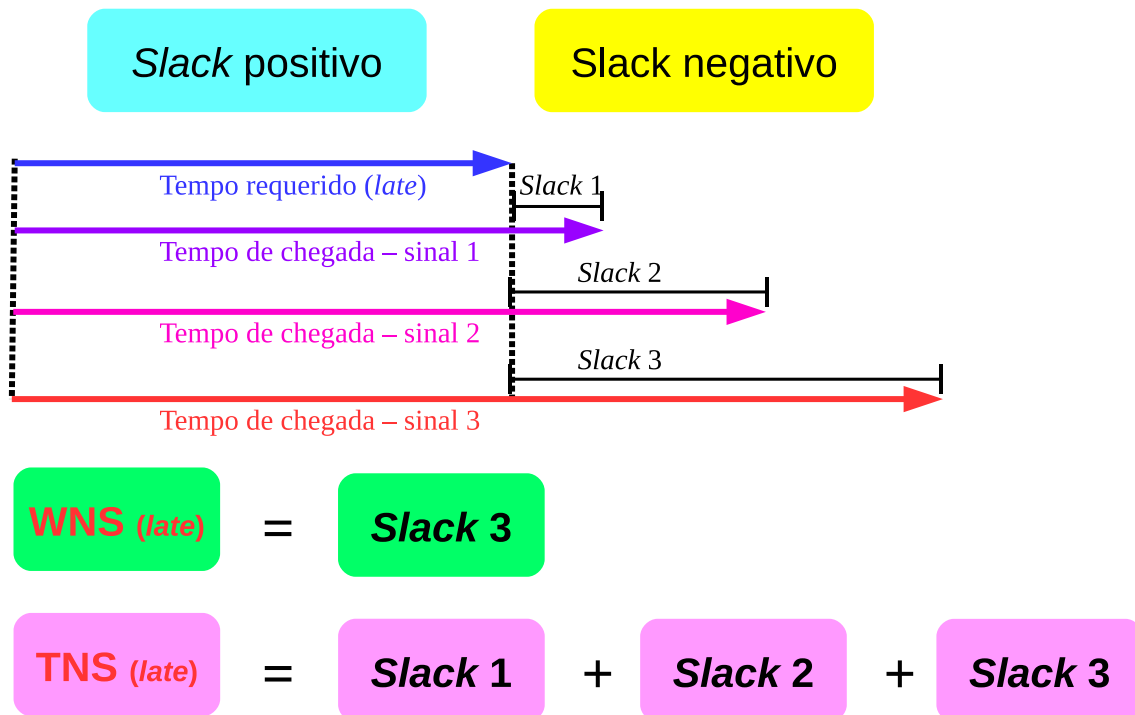 Slack positivo
Slack negativo
Tempo requerido (late)
Slack 1
Tempo de chegada – sinal 1
Slack 2
Tempo de chegada – sinal 2
Slack 3
Tempo de chegada – sinal 3
WNS (late) = Slack 3
TNS (late) = Slack 1 + Slack 2 + Slack 3